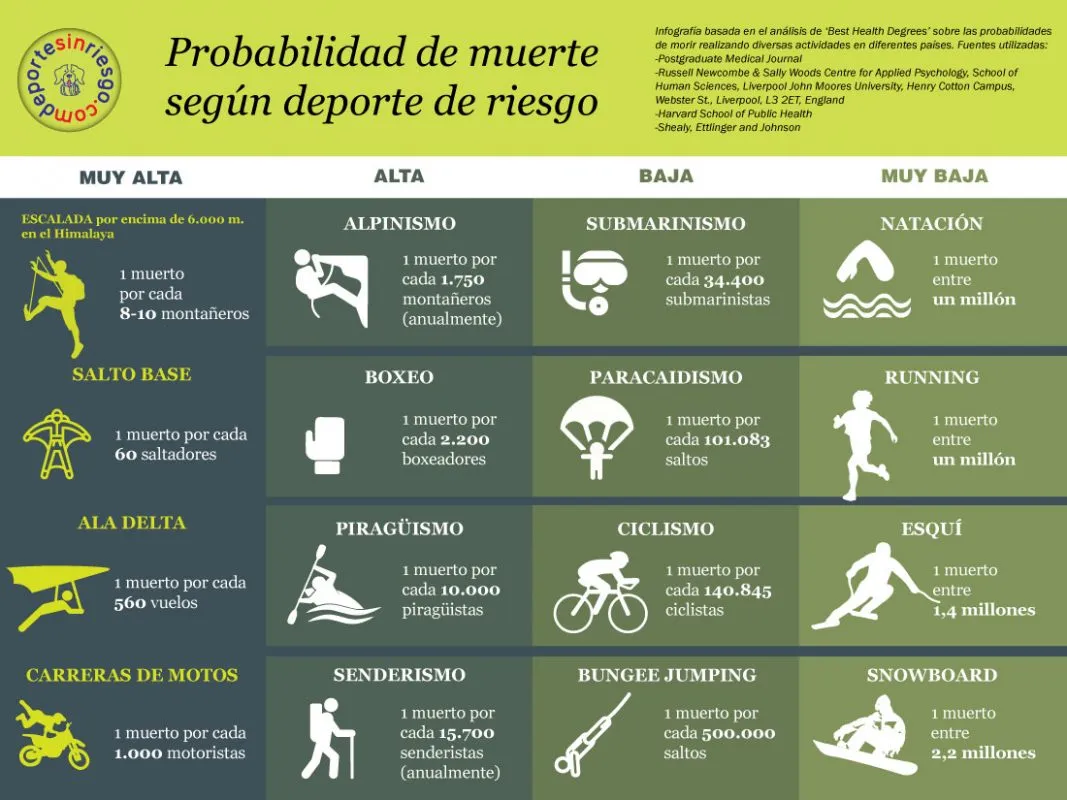 deportesinriesgo.com
Probabilidad de muerte
según deporte de riesgo
Infografía basada en el análisis de ‘Best Health Degrees’ sobre las probabilidades
de morir realizando diversas actividades en diferentes países. Fuentes utilizadas:
-Postgraduate Medical Journal
-Russell Newcombe & Sally Woods Centre for Applied Psychology, School of
Human Sciences, Liverpool John Moores University, Henry Cotton Campus,
Webster St., Liverpool, L3 2ET, England
-Harvard School of Public Health
-Shealy, Ettlinger and Johnson
MUY ALTA
ALTA
BAJA
MUY BAJA
ESCALADA por encima de 6.000 m.
en el Himalaya
1 muerto
por cada
8-10 montañeros
ALPINISMO
1 muerto por
cada 1.750
montañeros
(anualmente)
SUBMARINISMO
1 muerto por
cada 34.400
submarinistas
NATACIÓN
1 muerto
entre
un millón
SALTO BASE
1 muerto por cada
60 saltadores
BOXEO
1 muerto por
cada 2.200
boxeadores
PARACAIDISMO
1 muerto por
cada 101.083
saltos
RUNNING
1 muerto
entre
un millón
ALA DELTA
1 muerto por cada
560 vuelos
PIRAGÜISMO
1 muerto por
cada 10.000
piragüistas
CICLISMO
1 muerto por
cada 140.845
ciclistas
ESQUÍ
1 muerto
entre
1,4 millones
CARRERAS DE MOTOS
1 muerto por cada
1.000 motoristas
SENDERISMO
1 muerto por
cada 15.700
senderistas
(anualmente)
BUNGEE JUMPING
1 muerto por
cada 500.000
saltos
SNOWBOARD
1 muerto
entre
2,2 millones